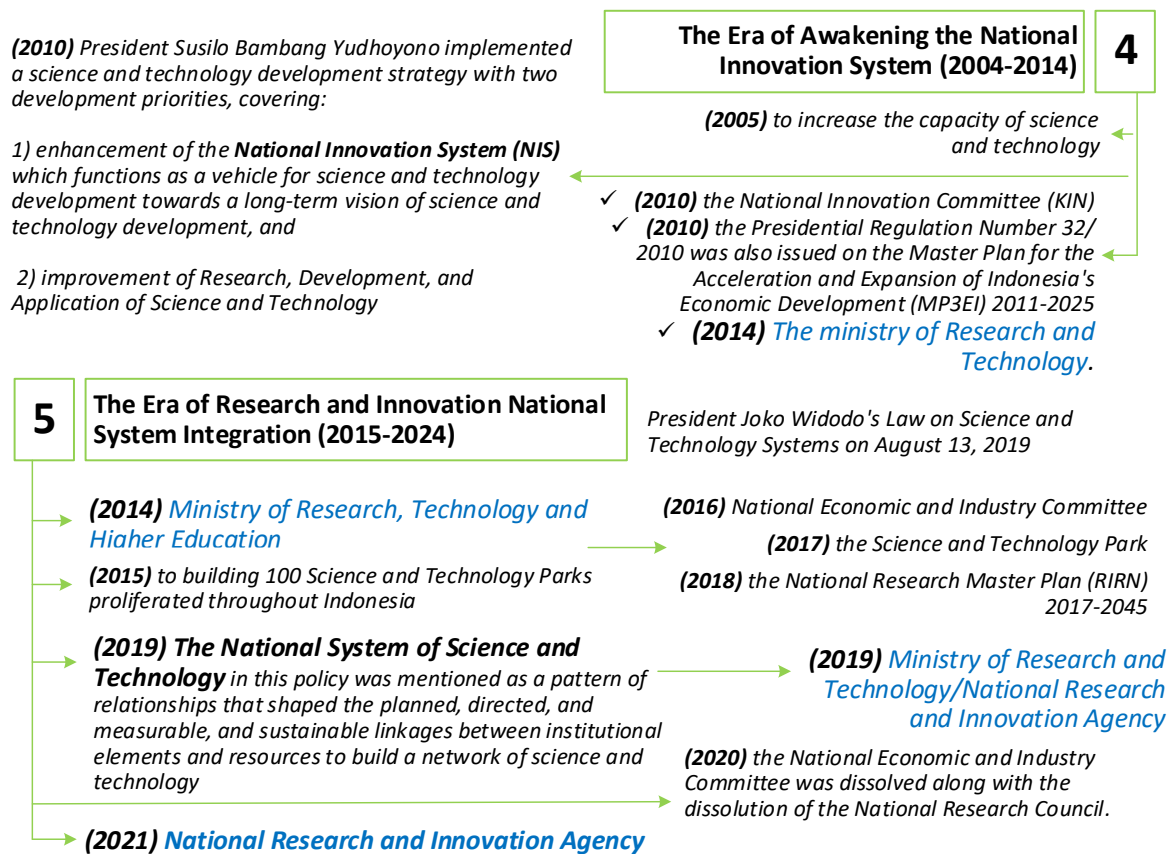 The Era of Awakening the National
Innovation System (2004-2014)
4
(2010) President Susilo Bambang Yudhoyono implemented
a science and technology development strategy with two
development priorities, covering:
1) enhancement of the National Innovation System (NIS)
which functions as a vehicle for science and technology
development towards a long-term vision of science and
technology development, and
2) improvement of Research, Development, and
Application of Science and Technology
(2005) to increase the capacity of science
and technology
✓ (2010) the National Innovation Committee (KIN)
✓ (2010) the Presidential Regulation Number 32/
2010 was also issued on the Master Plan for the
Acceleration and Expansion of Indonesia's
Economic Development (MP3EI) 2011-2025
✓ (2014) The ministry of Research and
Technology.
5
The Era of Research and Innovation National
System Integration (2015-2024)
President Joko Widodo's Law on Science and
Technology Systems on August 13, 2019
(2014) Ministry of Research, Technology and
Higher Education
(2016) National Economic and Industry Committee
(2017) the Science and Technology Park
(2018) the National Research Master Plan (RIRN)
2017-2045
(2015) to building 100 Science and Technology Parks
proliferated throughout Indonesia
(2019) The National System of Science and
Technology in this policy was mentioned as a pattern of
relationships that shaped the planned, directed, and
measurable, and sustainable linkages between institutional
elements and resources to build a network of science and
technology
(2019) Ministry of Research and
Technology/National Research
and Innovation Agency
(2020) the National Economic and Industry
Committee was dissolved along with the
dissolution of the National Research Council.
(2021) National Research and Innovation Agency